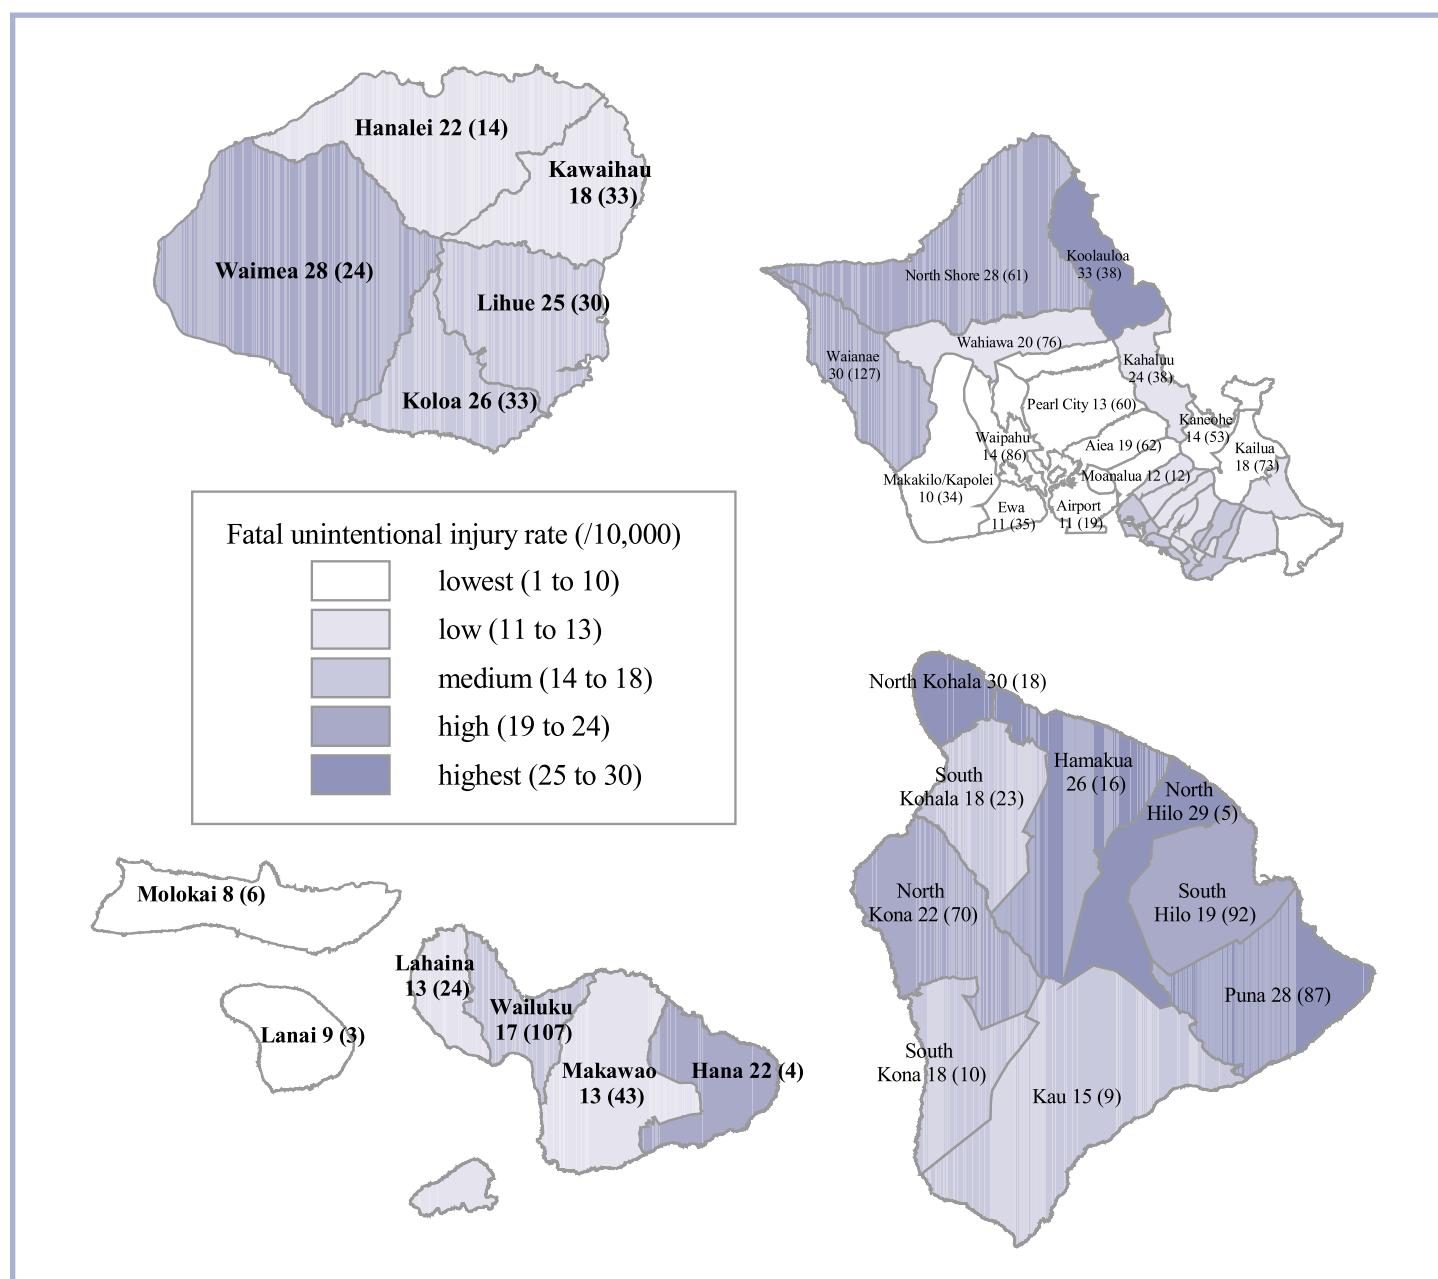 Hanalei 22 (14)
Kawaihau
18 (33)
Waimea 28 (24)
Lihue 25 (30)
Koloa 26 (33)
Koolauloa
33 (38)
North Shore 28 (61)
Wahiawa 20 (76)
Waianae
30 (127)
Kahaluu
24 (38)
Pearl City 13 (60)
Kaneohe
14 (53)
Waipahu
14 (86)
Aiea 19 (62)
Kailua
18 (73)
Makakilo/Kapolei
10 (34)
Moanalua 12 (12)
Ewa
11 (35)
Airport
11 (19)
Fatal unintentional injury rate (/10,000)
lowest (1 to 10)
low (11 to 13)
medium (14 to 18)
high (19 to 24)
highest (25 to 30)
North Kohala 30 (18)
Hamakua
26 (16)
South
Kohala 18 (23)
North
Hilo 29 (5)
North
Kona 22 (70)
South
Hilo 19 (92)
Puna 28 (87)
South
Kona 18 (10)
Kau 15 (9)
Molokai 8 (6)
Lanai 9 (3)
Lahaina
13 (24)
Wailuku
17 (107)
Makawao
13 (43)
Hana 22 (4)